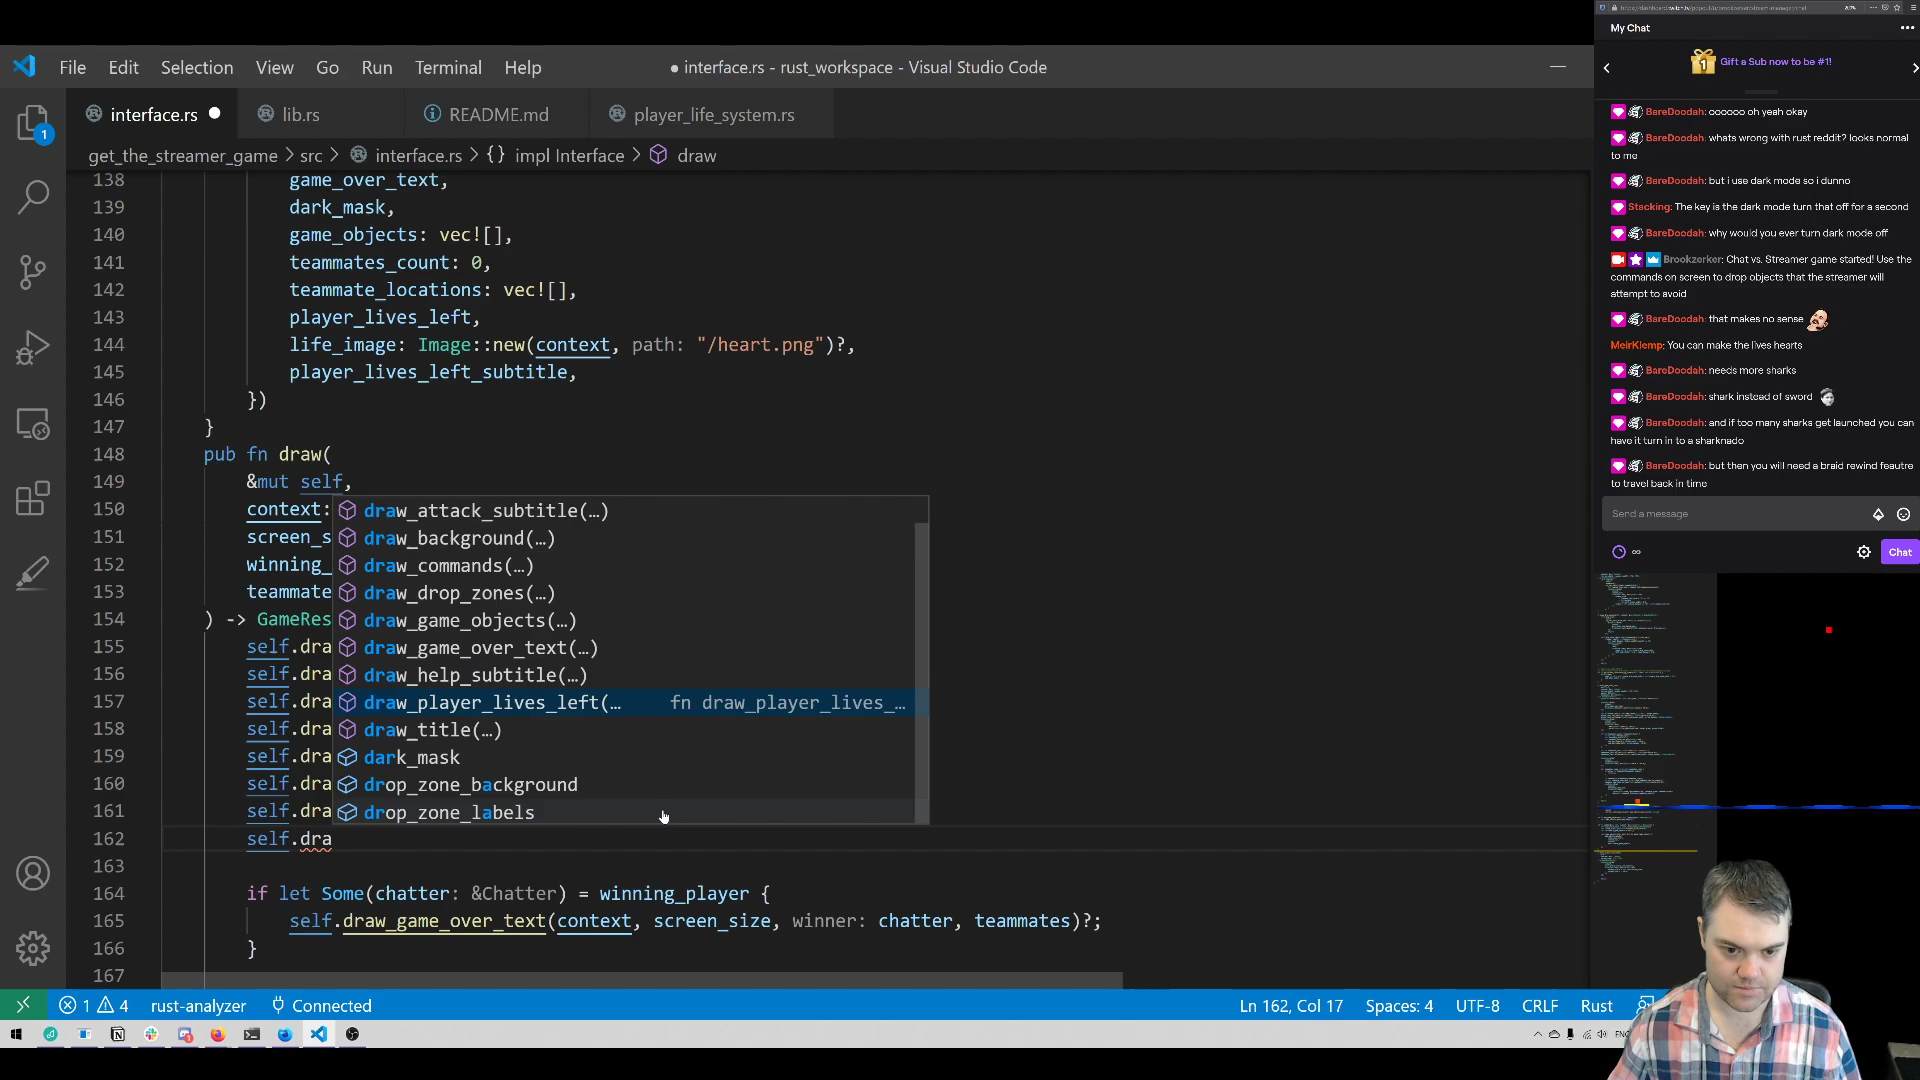 https://dashboard.twitch.tv/popout/u/brookzerker/stream-manager/chat
My Chat
Gift a Sub now to be #1!
File Edit Selection View Go Run Terminal Help
● interface.rs - rust_workspace - Visual Studio Code
interface.rs lib.rs README.md player_life_system.rs
get_the_streamer_game > src > interface.rs > {} impl Interface > draw
138 game_over_text,
139 dark_mask,
140 game_objects: vec![],
141 teammates_count: 0,
142 teammate_locations: vec![],
143 player_lives_left,
144 life_image: Image::new(context, path: "/heart.png")?,
145 player_lives_left_subtitle,
146 })
147 }
148 pub fn draw(
149 &mut self,
150 context:
151 screen_s
152 winning_
153 teammate
154 ) -> GameRes
155 self.dra
156 self.dra
157 self.dra
158 self.dra
159 self.dra
160 self.dra
161 self.dra
162 self.dra
163
164 if let Some(chatter: &Chatter) = winning_player {
165 self.draw_game_over_text(context, screen_size, winner: chatter, teammates)?;
166 }
167
draw_attack_subtitle(…)
draw_background(…)
draw_commands(…)
draw_drop_zones(…)
draw_game_objects(…)
draw_game_over_text(…)
draw_help_subtitle(…)
draw_player_lives_left(… fn draw_player_lives_…
draw_title(…)
dark_mask
drop_zone_background
drop_zone_labels
1
1 4 rust-analyzer Connected
Ln 162, Col 17 Spaces: 4 UTF-8 CRLF Rust
BareDoodah: oooooo oh yeah okay
BareDoodah: whats wrong with rust reddit? looks normal
to me
BareDoodah: but i use dark mode so i dunno
Stacking: The key is the dark mode turn that off for a second
BareDoodah: why would you ever turn dark mode off
Brookzerker: Chat vs. Streamer game started! Use the
commands on screen to drop objects that the streamer will
attempt to avoid
BareDoodah: that makes no sense
MeirKlemp: You can make the lives hearts
BareDoodah: needs more sharks
BareDoodah: shark instead of sword
BareDoodah: and if too many sharks get launched you can
have it turn in to a sharknado
BareDoodah: but then you will need a braid rewind feautre
to travel back in time
Send a message
Chat